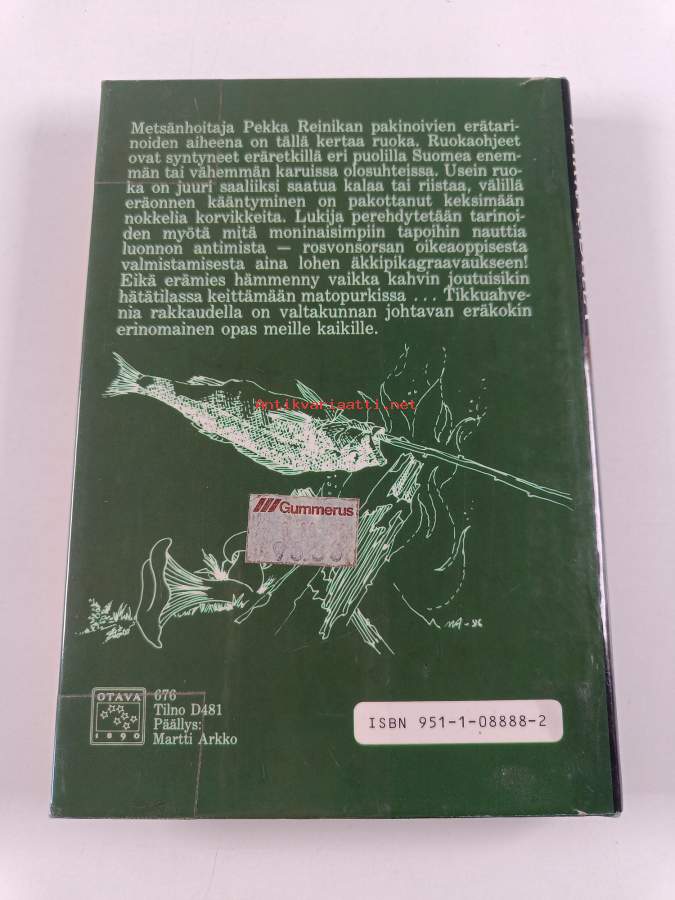 Metsänhoitaja Pekka Reinikan pakinoivien erätari-
noiden aiheena on tällä kertaa ruoka. Ruokaohjeet
ovat syntyneet eräretkillä eri puolilla Suomea enem-
män tai vähemmän karuissa olosuhteissa. Usein ruo-
ka on juuri saaliiksi saatua kalaa tai riistaa, välillä
eräonnen kääntyminen on pakottanut keksimään
nokkelia korvikkeita. Lukija perehdytetään tarinoi-
den myötä mitä moninaisimpiin tapoihin nauttia
luonnon antimista — rosvonsorsan oikeaoppisesta
valmistamisesta aina lohen äkkipikagraavaukseen!
Eikä erämies hämmenny vaikka kahvin joutuisikin
hätätilassa keittämään matopurkissa ... Tikkuahve-
nia rakkaudella on valtakunnan johtavan eräkokin
erinomainen opas meille kaikille.
Antikvariaatti.net
Gummerus
OTAVA
1890
676
Tilno D481
Päällys:
Martti Arkko
ISBN 951-1-08888-2